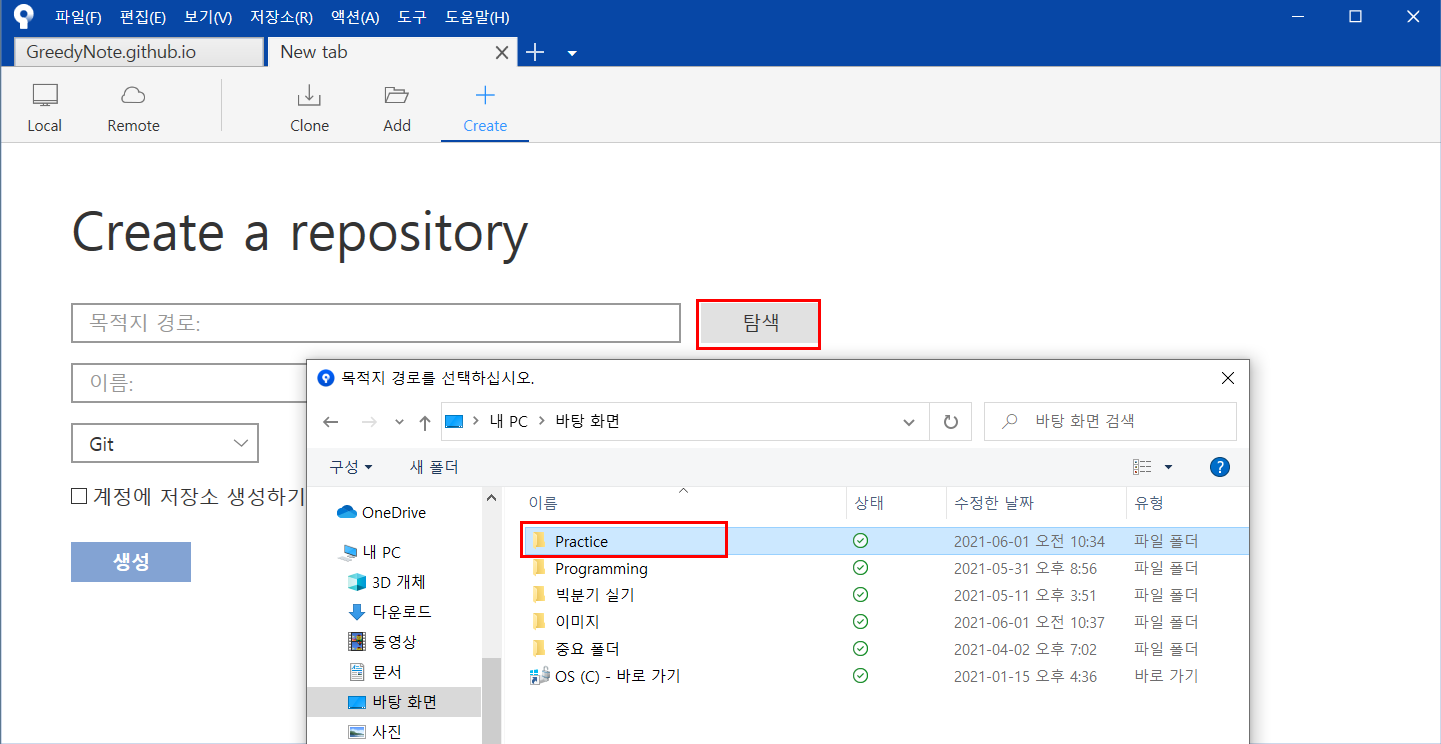 파일(F) 편집(E) 보기(V) 저장소(R) 액션(A) 도구 도움말(H)
GreedyNote.github.io New tab
Local Remote Clone Add Create
Create a repository
목적지 경로: 탐색
이름:
Git
계정에 저장소 생성하기
생성
목적지 경로를 선택하십시오.
내 PC 바탕 화면 바탕 화면 검색
구성 새 폴더
이름 상태 수정한 날짜 유형
OneDrive
내 PC
3D 개체
다운로드
동영상
문서
바탕 화면
사진
Practice 2021-06-01 오전 10:34 파일 폴더
Programming 2021-05-31 오후 8:56 파일 폴더
빅분기 실기 2021-05-11 오후 3:51 파일 폴더
이미지 2021-06-01 오전 10:37 파일 폴더
중요 폴더 2021-04-02 오후 7:02 파일 폴더
OS (C) - 바로 가기 2021-01-15 오후 4:36 바로 가기